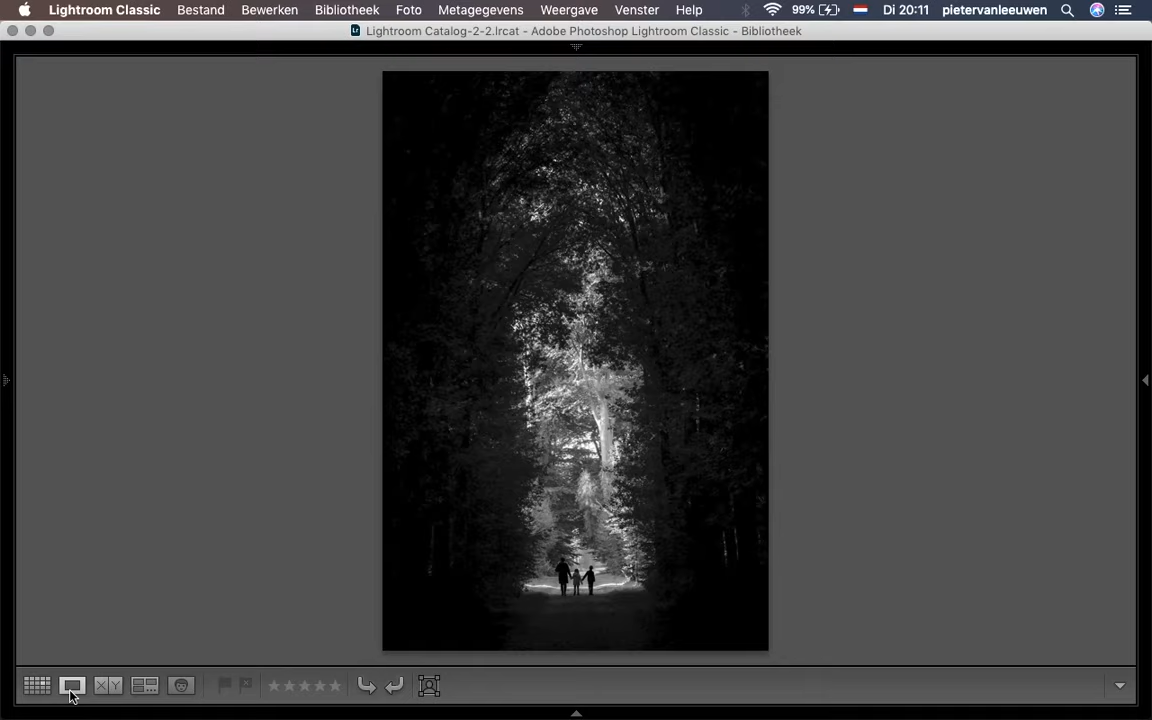 Lightroom Classic Bestand Bewerken Bibliotheek Foto Metagegevens Weergave Venster Help 99% Di 20:11 pietervanleeuwen
Lightroom Catalog-2-2.lrcat - Adobe Photoshop Lightroom Classic - Bibliotheek
X Y